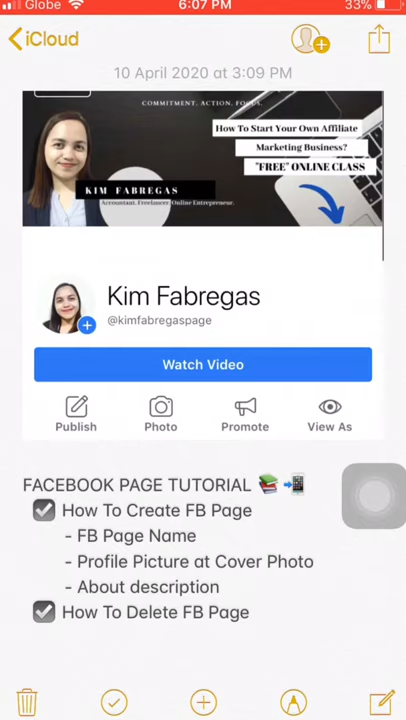 Globe 6:07 PM 33%
iCloud
10 April 2020 at 3:09 PM
COMMITMENT. ACTION. FOCUS.
How To Start Your Own Affiliate
Marketing Business?
"FREE" ONLINE CLASS
KIM FABREGAS
Accountant. Freelancer. Online Entrepreneur.
Kim Fabregas
@kimfabregaspage
Watch Video
Publish Photo Promote View As
FACEBOOK PAGE TUTORIAL 📚 📲
How To Create FB Page
- FB Page Name
- Profile Picture at Cover Photo
- About description
How To Delete FB Page